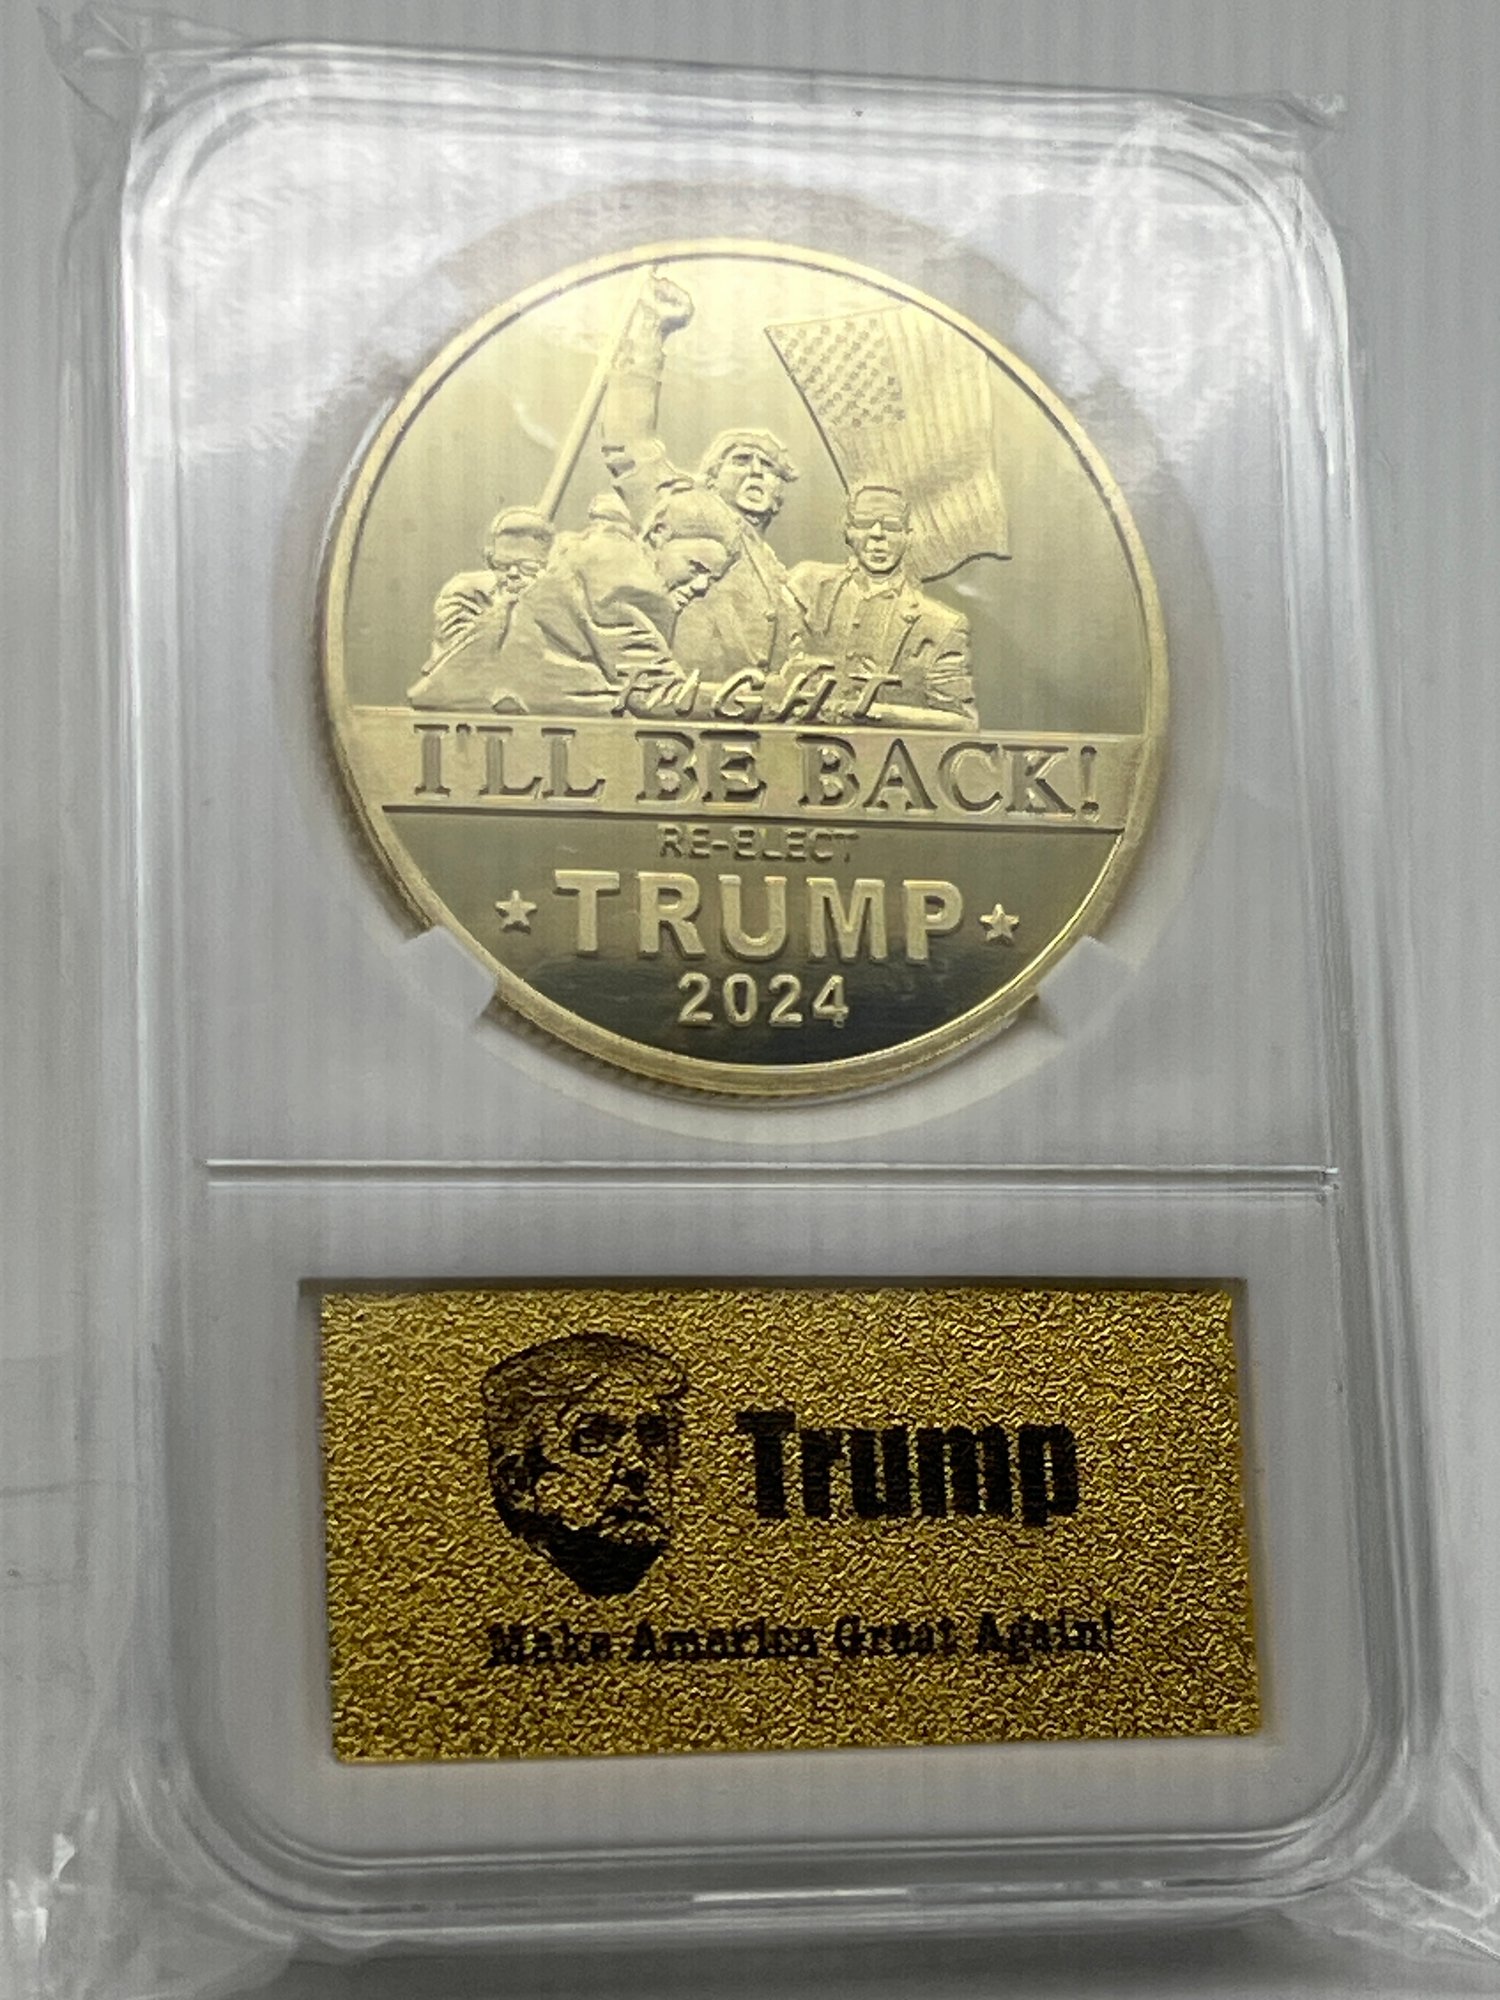 FIGHT
I'LL BE BACK!
RE-ELECT
TRUMP
2024
Trump
Make America Great Again!